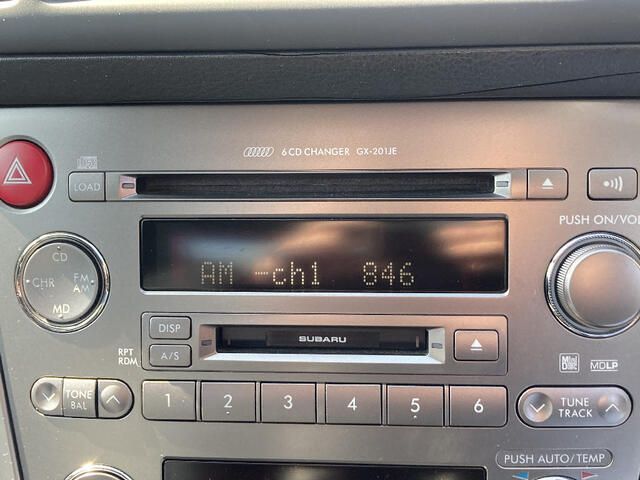 6 CD CHANGER GX-201JE
LOAD
PUSH ON/VOL
CD
CHR
FM
AM
MD
AM -ch1 846
DISP
A/S
SUBARU
RPT
RDM
TONE
BAL
1 2 3 4 5 6
MDLP
TUNE
TRACK
PUSH AUTO/TEMP